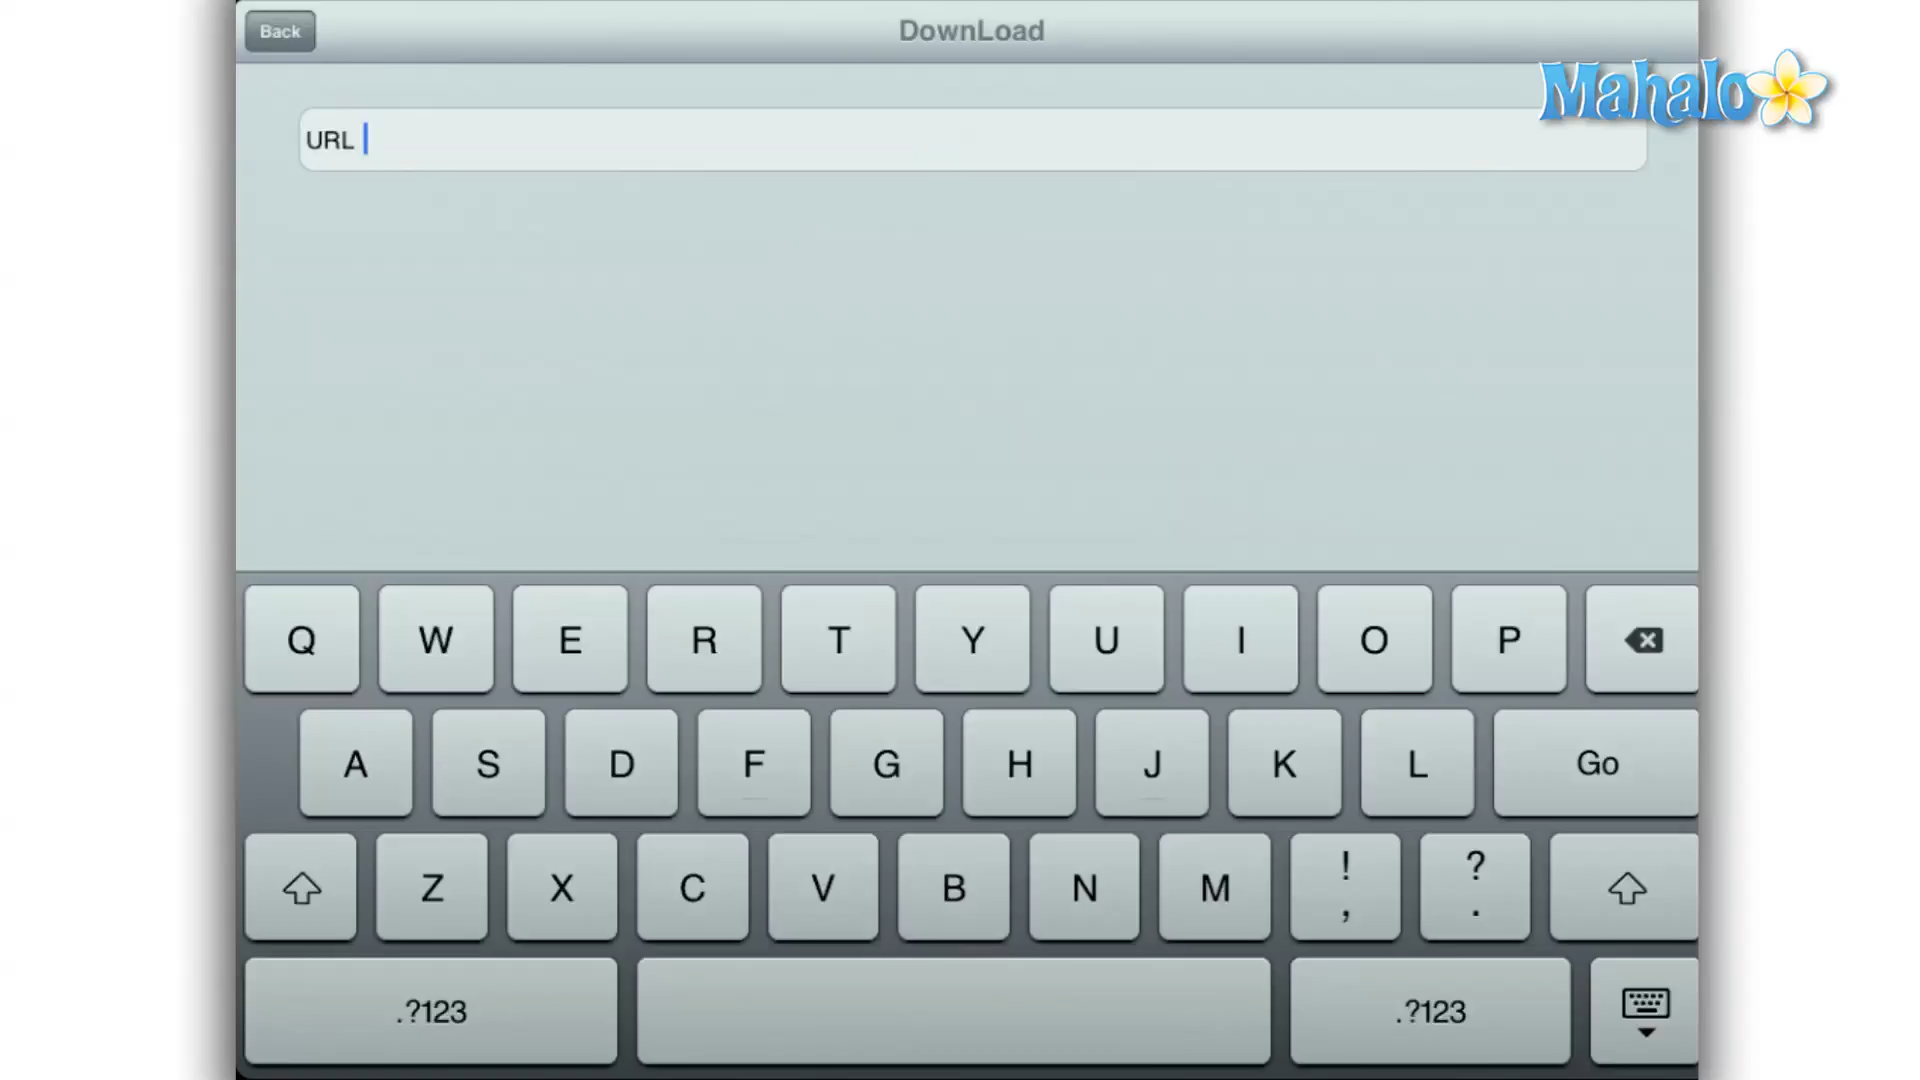 Back
DownLoad
Mahalo
URL
Q W E R T Y U I O P
A S D F G H J K L Go
Z X C V B N M ! , ? .
.?123 .?123